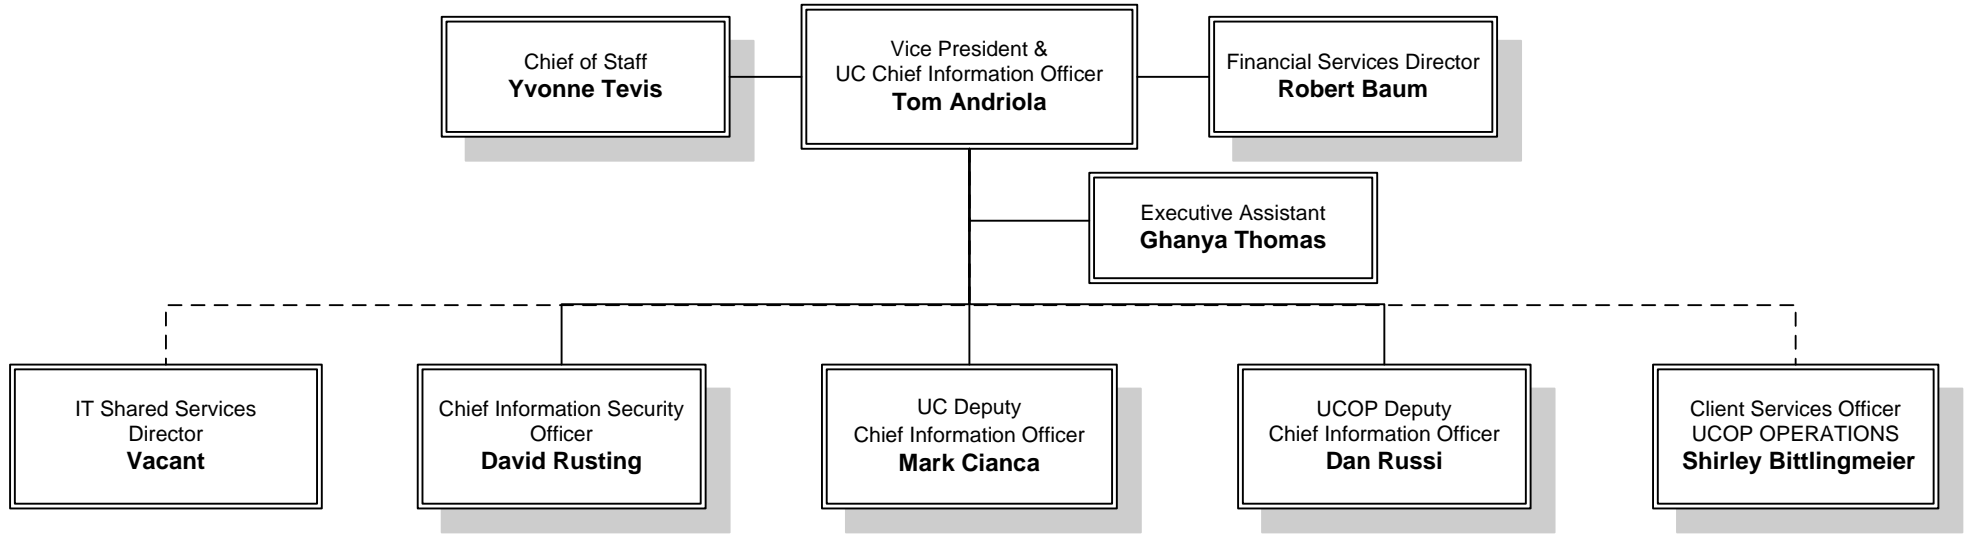 Chief of Staff
Yvonne Tevis
Vice President &
UC Chief Information Officer
Tom Andriola
Financial Services Director
Robert Baum
Executive Assistant
Ghanya Thomas
IT Shared Services
Director
Vacant
Chief Information Security
Officer
David Rusting
UC Deputy
Chief Information Officer
Mark Cianca
UCOP Deputy
Chief Information Officer
Dan Russi
Client Services Officer
UCOP OPERATIONS
Shirley Bittlingmeier